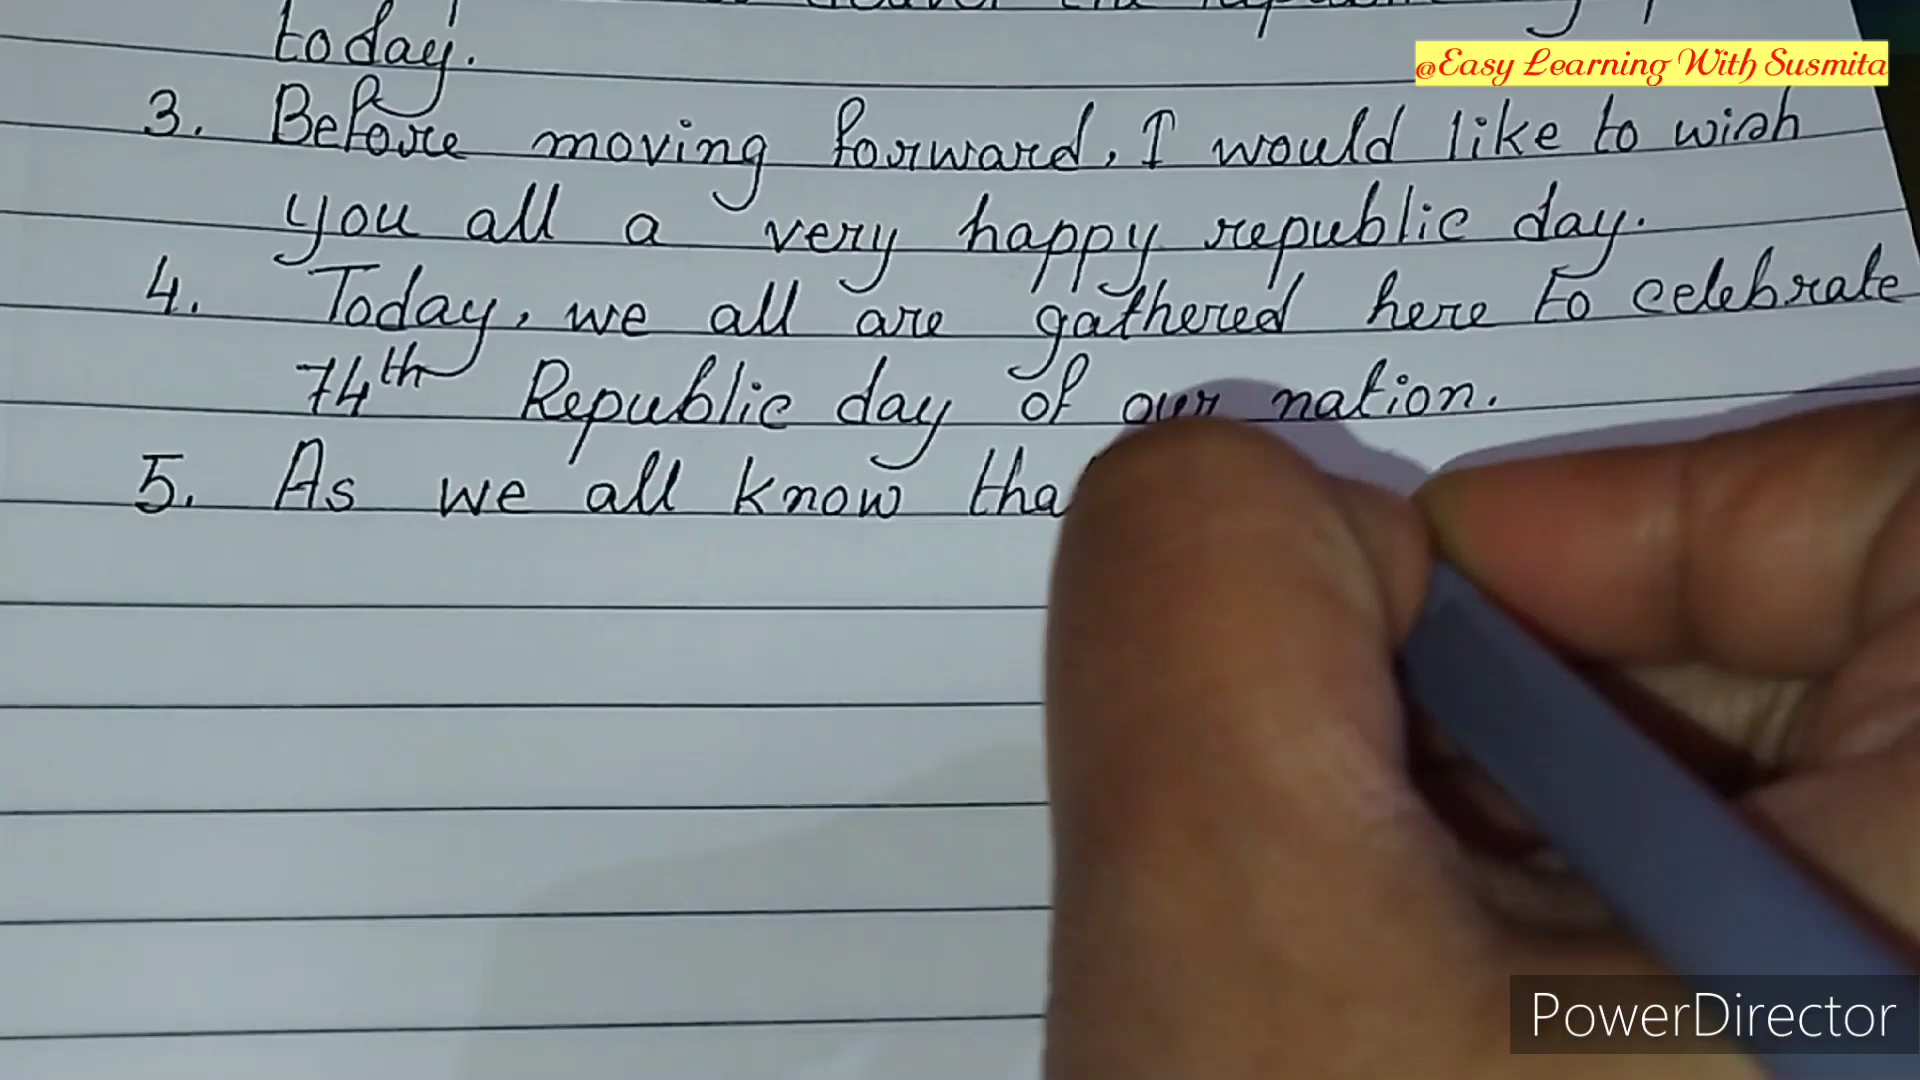 today.
@Easy Learning With Susmita
3. Before moving forward, I would like to wish
you all a very happy republic day.
4. Today, we all are gathered here to celebrate
74th Republic day of our nation.
5. As we all know tha
PowerDirector